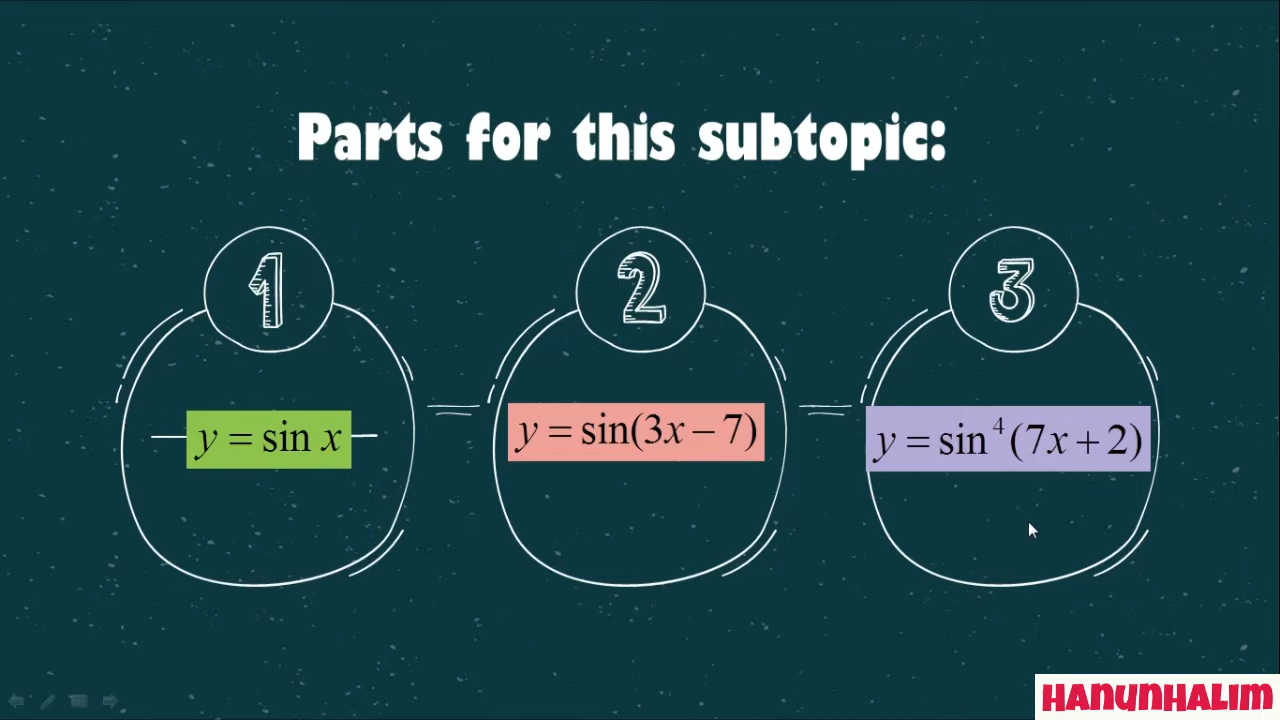 Parts for this subtopic:
1
2
3
y = sin x
y = sin(3x − 7)
y = sin⁴(7x + 2)
HANUNHALIM